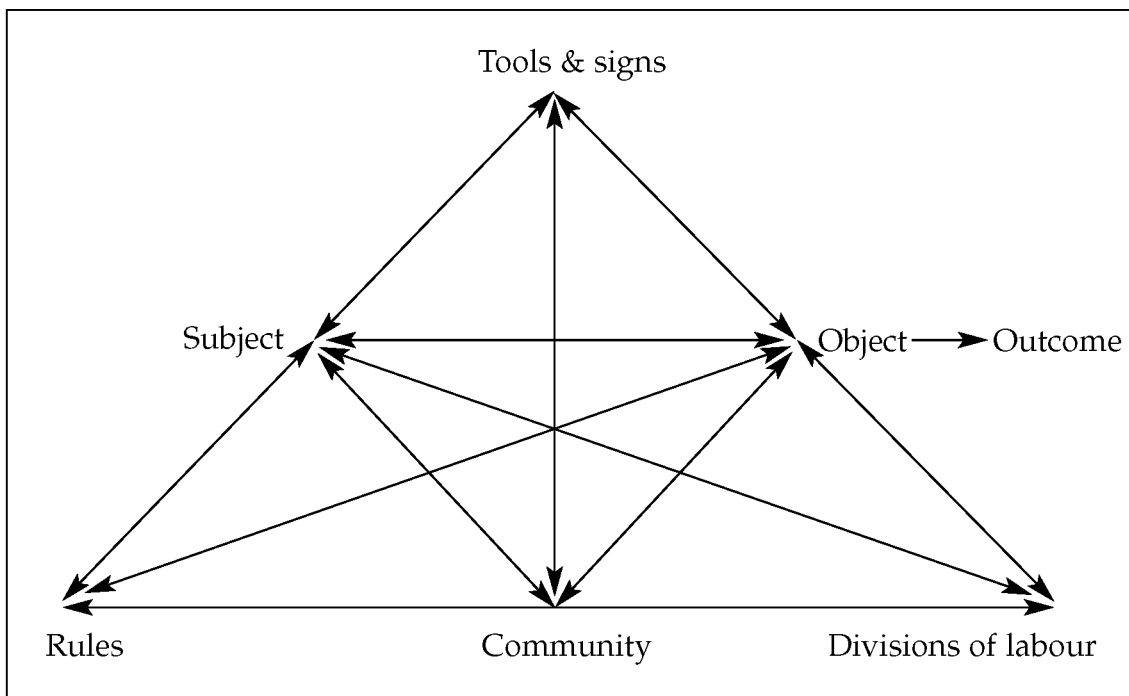 Tools & signs
Subject
Object
Outcome
Rules
Community
Divisions of labour